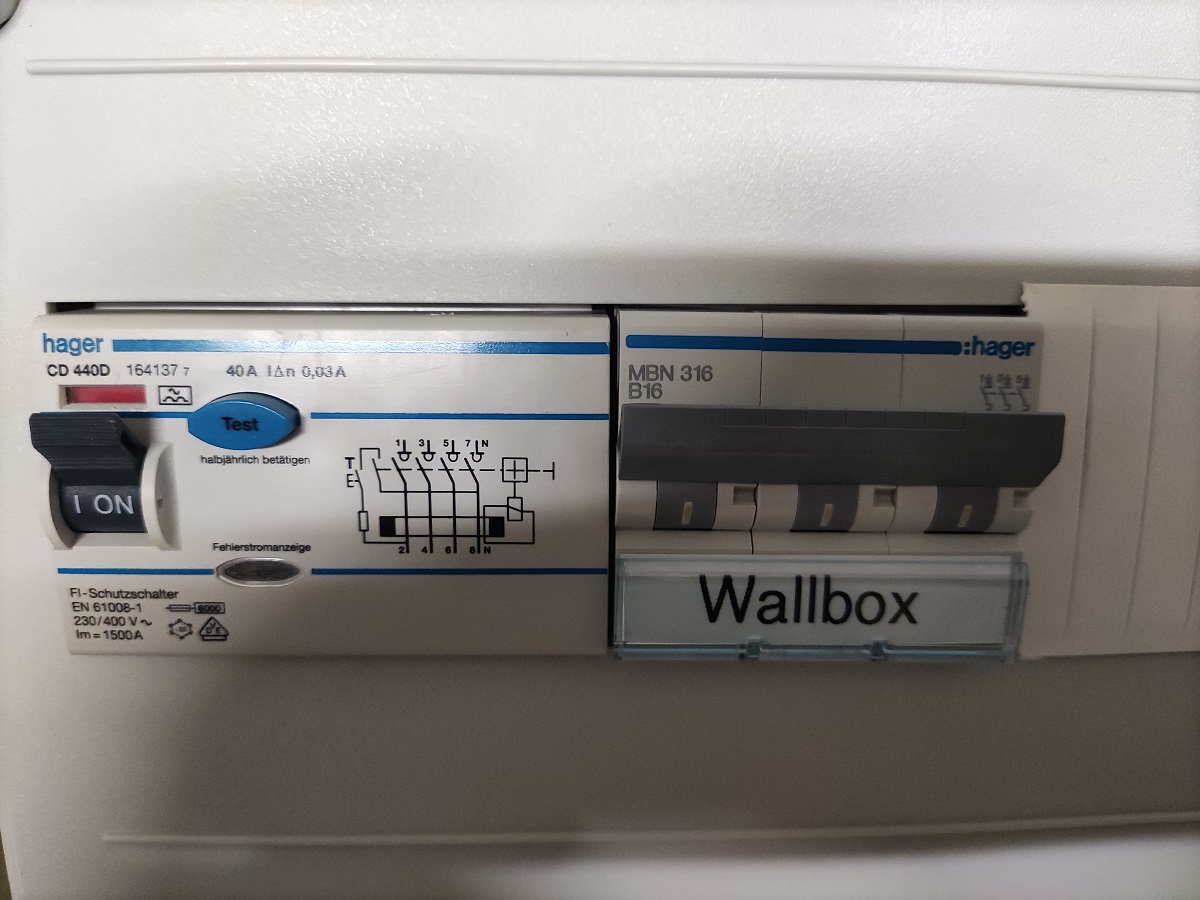 hager
CD 440D 164137 7 40A IΔn 0,03A
Test
halbjährlich betätigen
I ON
1 3 5 7 N
T
E
2 4 6 8 N
Fehlerstromanzeige
FI-Schutzschalter
EN 61008-1
6000
230/400 V~
Im=1500A
VDE
:hager
MBN 316
B16
Wallbox